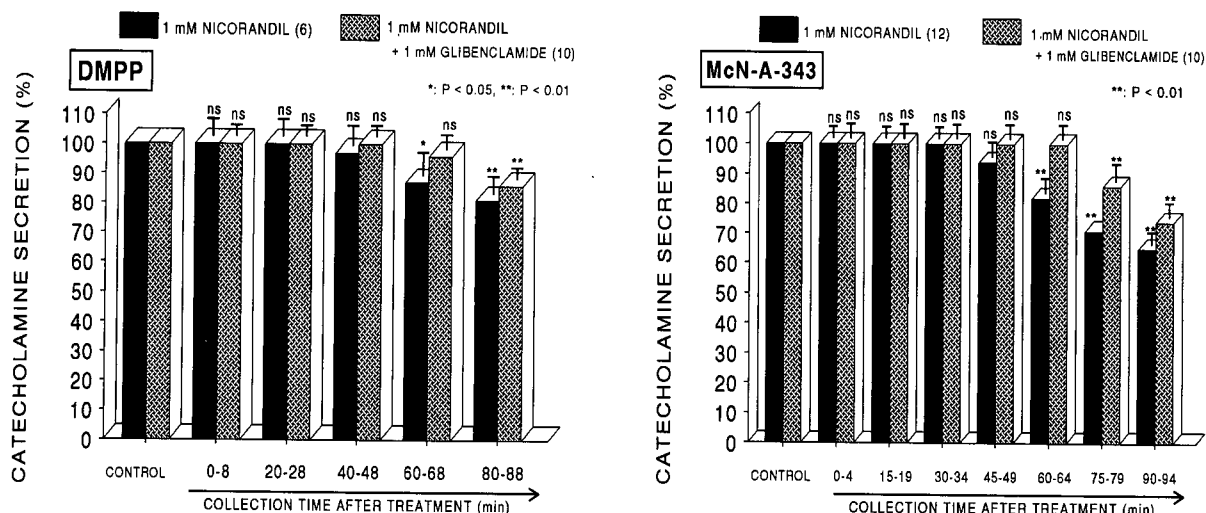 1 mM NICORANDIL (6)
1 mM NICORANDIL
+ 1 mM GLIBENCLAMIDE (10)
DMPP
*: P < 0.05, **: P < 0.01
CATECHOLAMINE SECRETION (%)
110
100
90
80
70
60
50
40
30
20
10
0
ns ns ns ns ns ns * ns ** **
CONTROL 0-8 20-28 40-48 60-68 80-88
COLLECTION TIME AFTER TREATMENT (min)
1 mM NICORANDIL (12)
1 mM NICORANDIL
+ 1 mM GLIBENCLAMIDE (10)
McN-A-343
**: P < 0.01
CATECHOLAMINE SECRETION (%)
110
100
90
80
70
60
50
40
30
20
10
0
ns ns ns ns ns ns ns ns ** ns ** ** ** **
CONTROL 0-4 15-19 30-34 45-49 60-64 75-79 90-94
COLLECTION TIME AFTER TREATMENT (min)